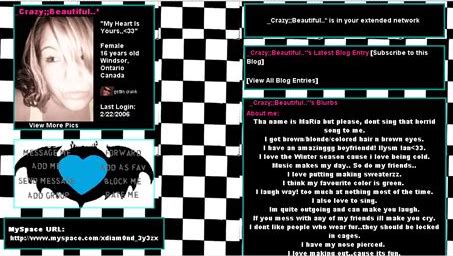 _Crazy;;Beautiful..*
"My Heart Is
Yours,,<33"
Female
16 years old
Windsor,
Ontario
Canada
Last Login:
2/22/2006
View More Pics
MESSAGE ME
FORWARD
ADD ME
ADD AS FAV
SEND MESSAGE
BLOCK ME
ADD GROUP
RATE ME
MySpace URL:
http://www.myspace.com/xdiam0nd_3y3zx
_Crazy;;Beautiful..* is in your extended network
_Crazy;;Beautiful..*'s Latest Blog Entry [Subscribe to this
Blog]
[View All Blog Entries]
_Crazy;;Beautiful..*'s Blurbs
About me:
Tha name is MaRia but please, dont sing that horrid
song to me.
I got brown/blonde/colored hair n brown eyes.
I have an amazinggg boyfriendd! Ilysm Ian<33.
I love the Winter season cause i love being cold.
Music makes my day.. So do my friends..
I love putting making sweaterzz.
I think my favourite color is green.
I laugh way! too much at nothing most of the time.
I also love to sing.
Im quite outgoing and can make you laugh.
If you mess with any of my friends ill make you cry.
I dont like people who wear fur..they should be locked
in cages.
I have my nose pierced.
I love making out..cause its fun.